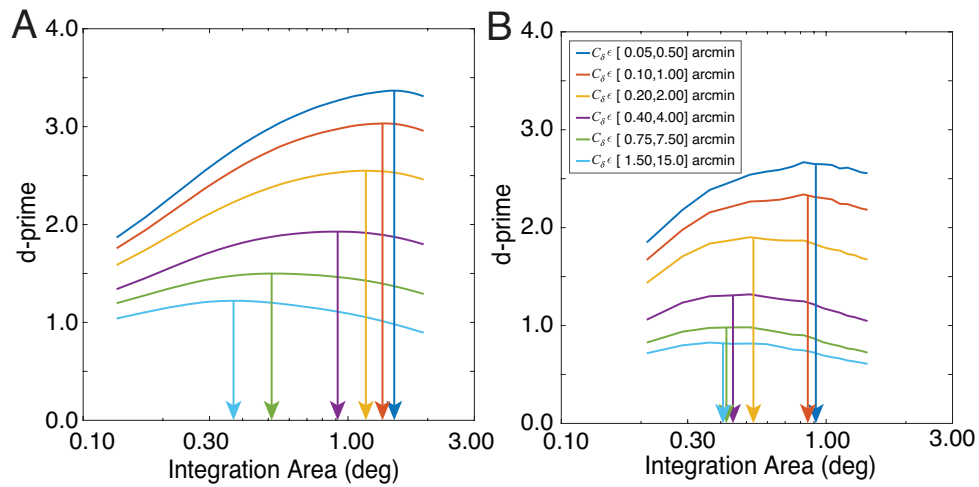 A
4.0
3.0
2.0
1.0
0.0
d-prime
0.10
0.30
1.00
3.00
Integration Area (deg)
B
4.0
3.0
2.0
1.0
0.0
d-prime
C_δ ϵ [ 0.05,0.50] arcmin
C_δ ϵ [ 0.10,1.00] arcmin
C_δ ϵ [ 0.20,2.00] arcmin
C_δ ϵ [ 0.40,4.00] arcmin
C_δ ϵ [ 0.75,7.50] arcmin
C_δ ϵ [ 1.50,15.0] arcmin
0.10
0.30
1.00
3.00
Integration Area (deg)